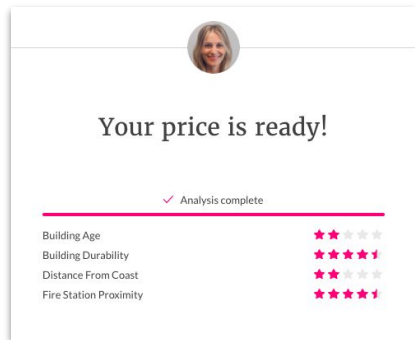 Your price is ready!
Analysis complete
Building Age
Building Durability
Distance From Coast
Fire Station Proximity